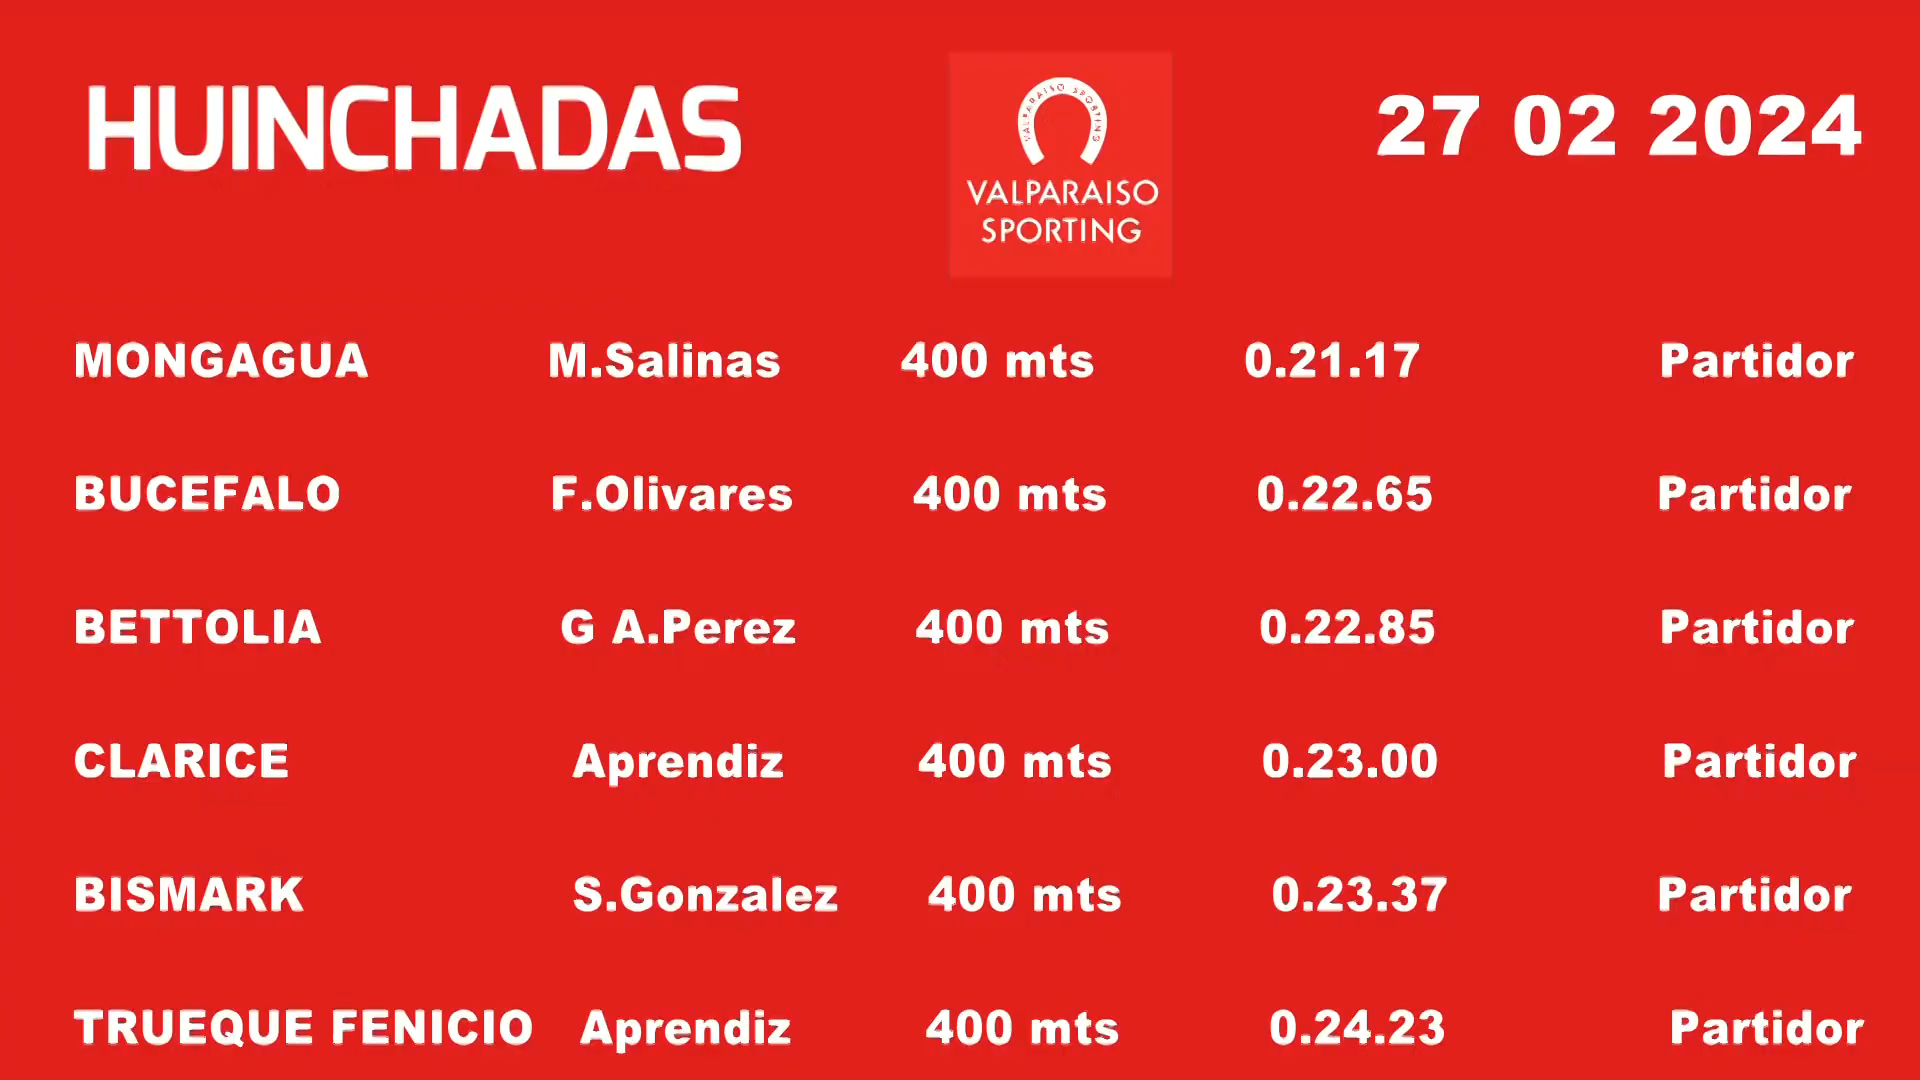 HUINCHADAS
VALPARAISO SPORTING
VALPARAISO
SPORTING
27 02 2024
MONGAGUA M.Salinas 400 mts 0.21.17 Partidor
BUCEFALO F.Olivares 400 mts 0.22.65 Partidor
BETTOLIA G A.Perez 400 mts 0.22.85 Partidor
CLARICE Aprendiz 400 mts 0.23.00 Partidor
BISMARK S.Gonzalez 400 mts 0.23.37 Partidor
TRUEQUE FENICIO Aprendiz 400 mts 0.24.23 Partidor